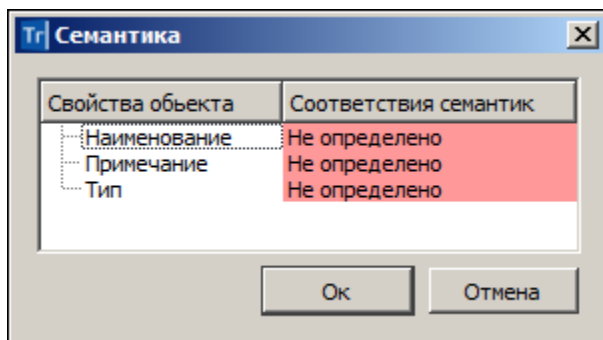 Tr Семантика
Свойства обьекта Соответствия семантик
Наименование Не определено
Примечание Не определено
Тип Не определено
Ок Отмена